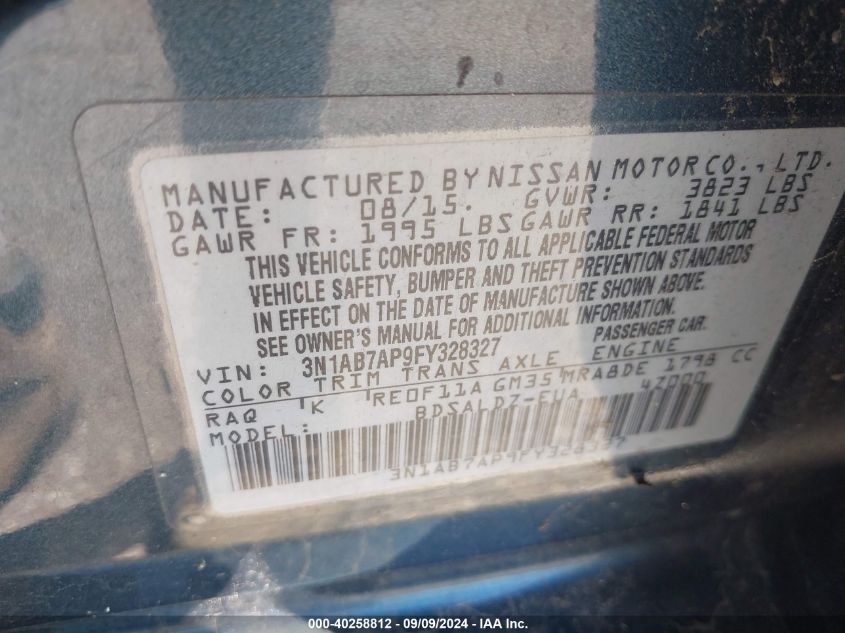 MANUFACTURED BY NISSAN MOTOR CO., LTD.
DATE: 08/15. GVWR: 3823 LBS
GAWR FR: 1995 LBS GAWR RR: 1841 LBS
THIS VEHICLE CONFORMS TO ALL APPLICABLE FEDERAL MOTOR
VEHICLE SAFETY, BUMPER AND THEFT PREVENTION STANDARDS
IN EFFECT ON THE DATE OF MANUFACTURE SHOWN ABOVE.
SEE OWNER'S MANUAL FOR ADDITIONAL INFORMATION.
VIN: 3N1AB7AP9FY328327 PASSENGER CAR.
COLOR TRIM TRANS AXLE ENGINE
RAQ K RE0F11A GM35 MRA8DE 1798 CC
MODEL: BDSALDZ-EUA 4Z000
3N1AB7AP9FY328327
000-40258812 - 09/09/2024 - IAA Inc.